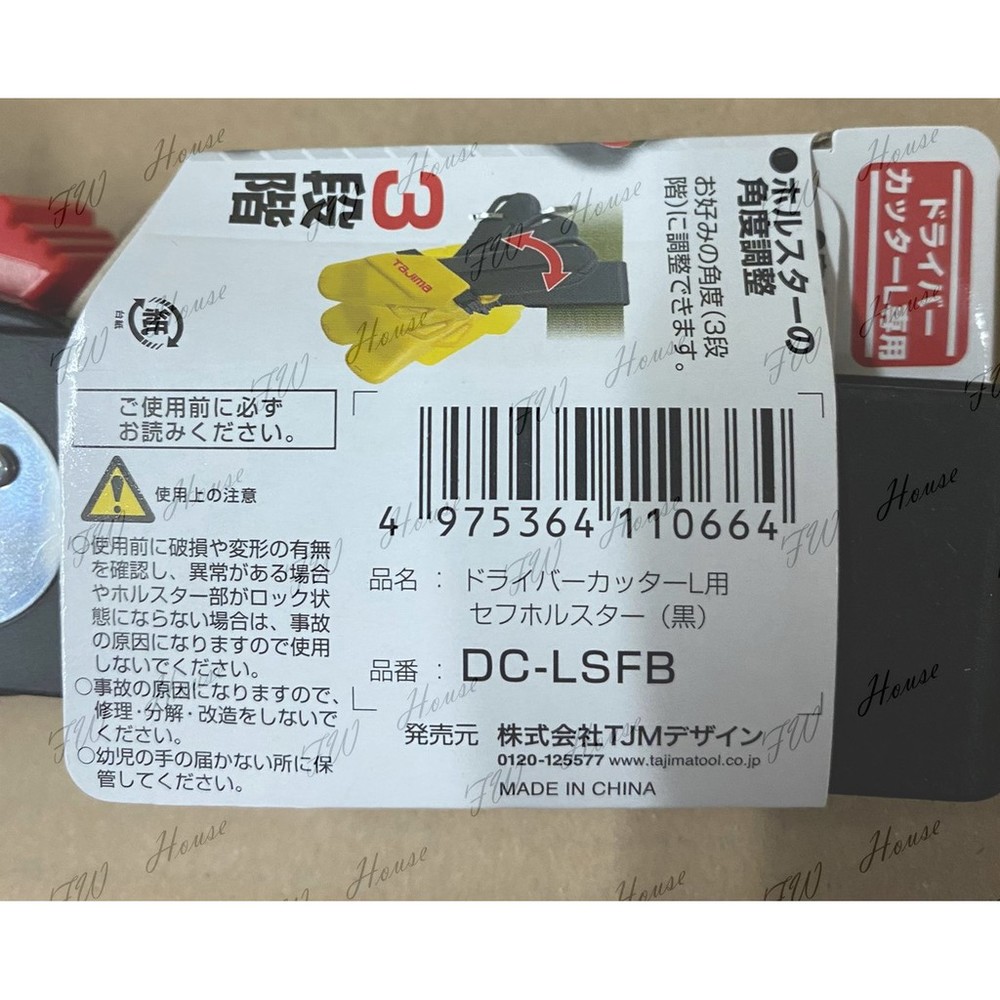 ドライバー
カッターL専用
●ホルスターの
角度調整
お好みの角度(3段
階)に調整できます。
3段
階
TaJIma
紙
台紙
ご使用前に必ず
お読みください。
使用上の注意
○使用前に破損や変形の有無
を確認し、異常がある場合
やホルスター部がロック状
態にならない場合は、事故
の原因になりますので使用
しないでください。
○事故の原因になりますので、
修理・分解・改造をしないで
ください。
○幼児の手の届かない所に保
管してください。
4 975364 110664
品名 : ドライバーカッターL用
セフホルスター（黒）
品番 : DC-LSFB
発売元 株式会社TJMデザイン
0120-125577 www.tajimatool.co.jp
MADE IN CHINA
FW House